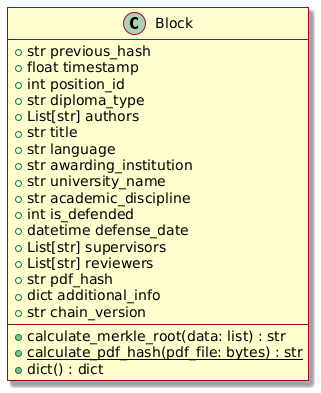 C Block
str previous_hash
float timestamp
int position_id
str diploma_type
List[str] authors
str title
str language
str awarding_institution
str university_name
str academic_discipline
int is_defended
datetime defense_date
List[str] supervisors
List[str] reviewers
str pdf_hash
dict additional_info
str chain_version
calculate_merkle_root(data: list) : str
calculate_pdf_hash(pdf_file: bytes) : str
dict() : dict